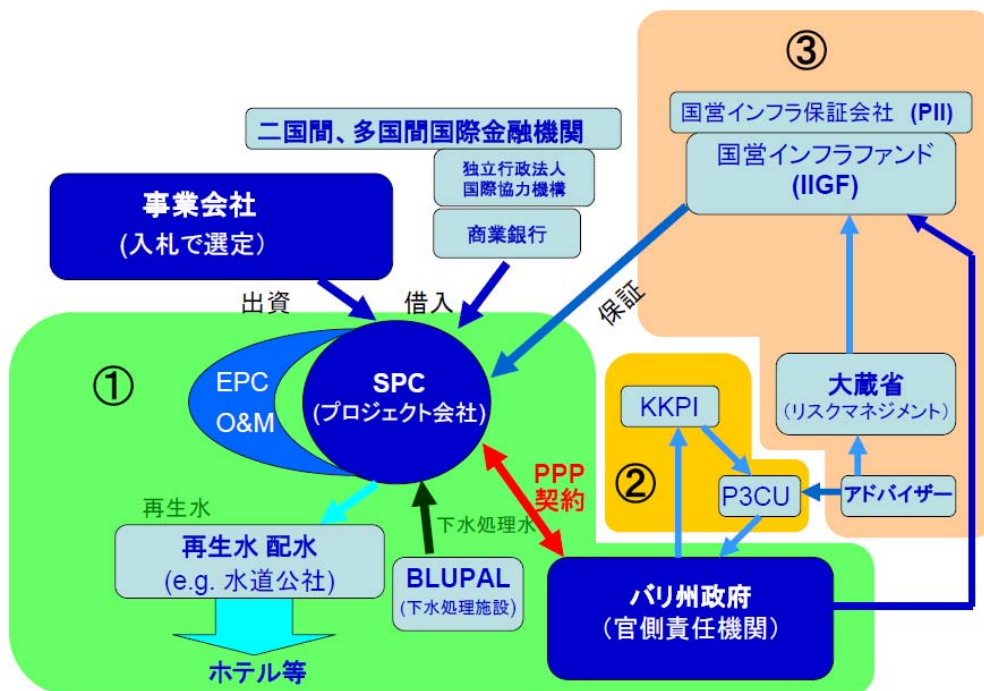 ③
国営インフラ保証会社 (PII)
国営インフラファンド
(IIGF)
二国間、多国間国際金融機関
独立行政法人
国際協力機構
商業銀行
事業会社
(入札で選定)
出資
借入
保証
①
EPC
O&M
SPC
(プロジェクト会社)
KKPI
②
P3CU
大蔵省
(リスクマネジメント)
アドバイザー
PPP
契約
再生水
下水処理水
再生水 配水
(e.g. 水道公社)
BLUPAL
(下水処理施設)
バリ州政府
(官側責任機関)
ホテル等